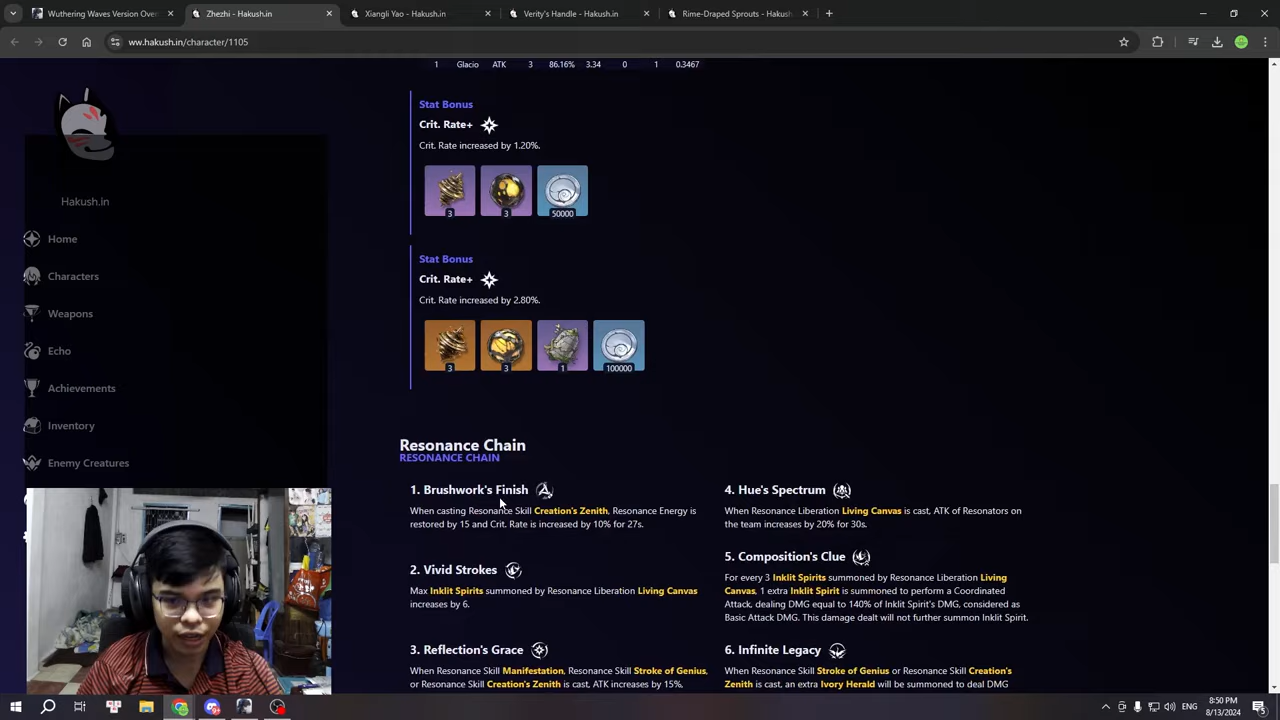 Wuthering Waves Version Over
Zhezhi - Hakush.in
Xiangli Yao - Hakush.in
Verity's Handle - Hakush.in
Rime-Draped Sprouts - Hakush.in
ww.hakush.in/character/1105
1 Glacio ATK 3 86.16% 3.34 0 1 0.3467
Stat Bonus
Crit. Rate+
Crit. Rate increased by 1.20%.
3 3 50000
Stat Bonus
Crit. Rate+
Crit. Rate increased by 2.80%.
3 3 1 100000
Hakush.in
Home
Characters
Weapons
Echo
Achievements
Inventory
Enemy Creatures
Resonance Chain
RESONANCE CHAIN
1. Brushwork's Finish
When casting Resonance Skill Creation's Zenith, Resonance Energy is
restored by 15 and Crit. Rate is increased by 10% for 27s.
2. Vivid Strokes
Max Inklit Spirits summoned by Resonance Liberation Living Canvas
increases by 6.
3. Reflection's Grace
When Resonance Skill Manifestation, Resonance Skill Stroke of Genius,
or Resonance Skill Creation's Zenith is cast, ATK increases by 15%,
4. Hue's Spectrum
When Resonance Liberation Living Canvas is cast, ATK of Resonators on
the team increases by 20% for 30s.
5. Composition's Clue
For every 3 Inklit Spirits summoned by Resonance Liberation Living
Canvas, 1 extra Inklit Spirit is summoned to perform a Coordinated
Attack, dealing DMG equal to 140% of Inklit Spirit's DMG, considered as
Basic Attack DMG. This damage dealt will not further summon Inklit Spirit.
6. Infinite Legacy
When Resonance Skill Stroke of Genius or Resonance Skill Creation's
Zenith is cast, an extra Ivory Herald will be summoned to deal DMG
ENG
8:50 PM
8/13/2024